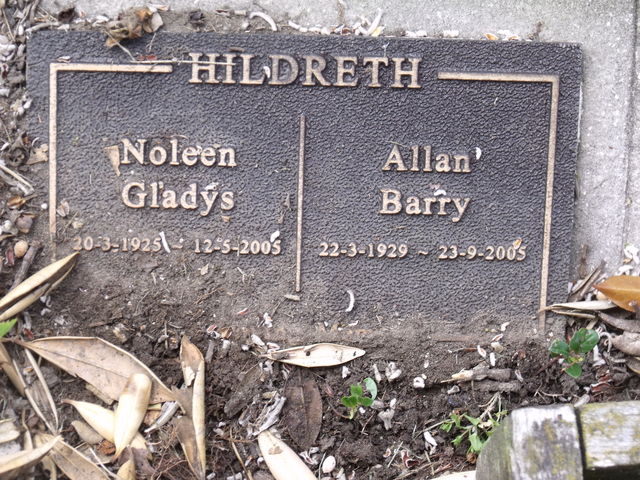 HILDRETH
Noleen
Gladys
20-3-1925 ~ 12-5-2005
Allan
Barry
22-3-1929 ~ 23-9-2005